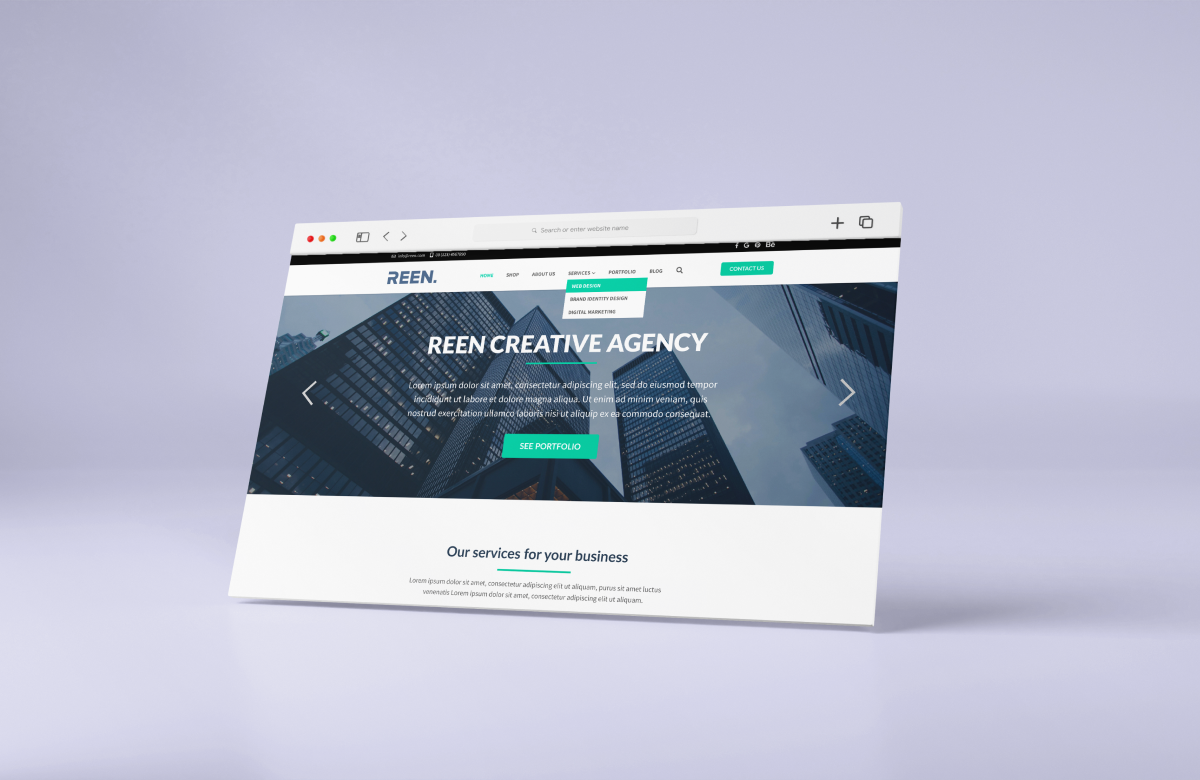 Search or enter website name
info@reen.com
REEN.
HOME SHOP ABOUT US SERVICES PORTFOLIO BLOG CONTACT US
WEB DESIGN
BRAND IDENTITY DESIGN
DIGITAL MARKETING
REEN CREATIVE AGENCY
Lorem ipsum dolor sit amet, consectetur adipiscing elit, sed do eiusmod tempor
incididunt ut labore et dolore magna aliqua. Ut enim ad minim veniam, quis
nostrud exercitation ullamco laboris nisi ut aliquip ex ea commodo consequat.
SEE PORTFOLIO
Our services for your business
Lorem ipsum dolor sit amet, consectetur adipiscing elit ut aliquam, purus sit amet luctus
venenatis Lorem ipsum dolor sit amet, consectetur adipiscing elit ut aliquam.